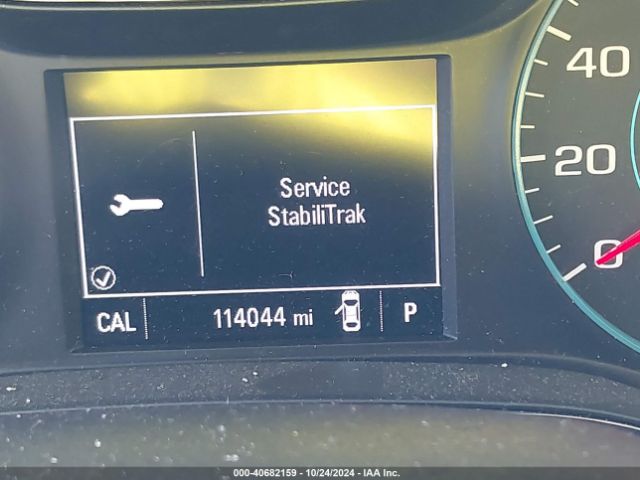 Service
StabiliTrak
CAL 114044 mi P
40
20
0
000-40682159 - 10/24/2024 - IAA Inc.